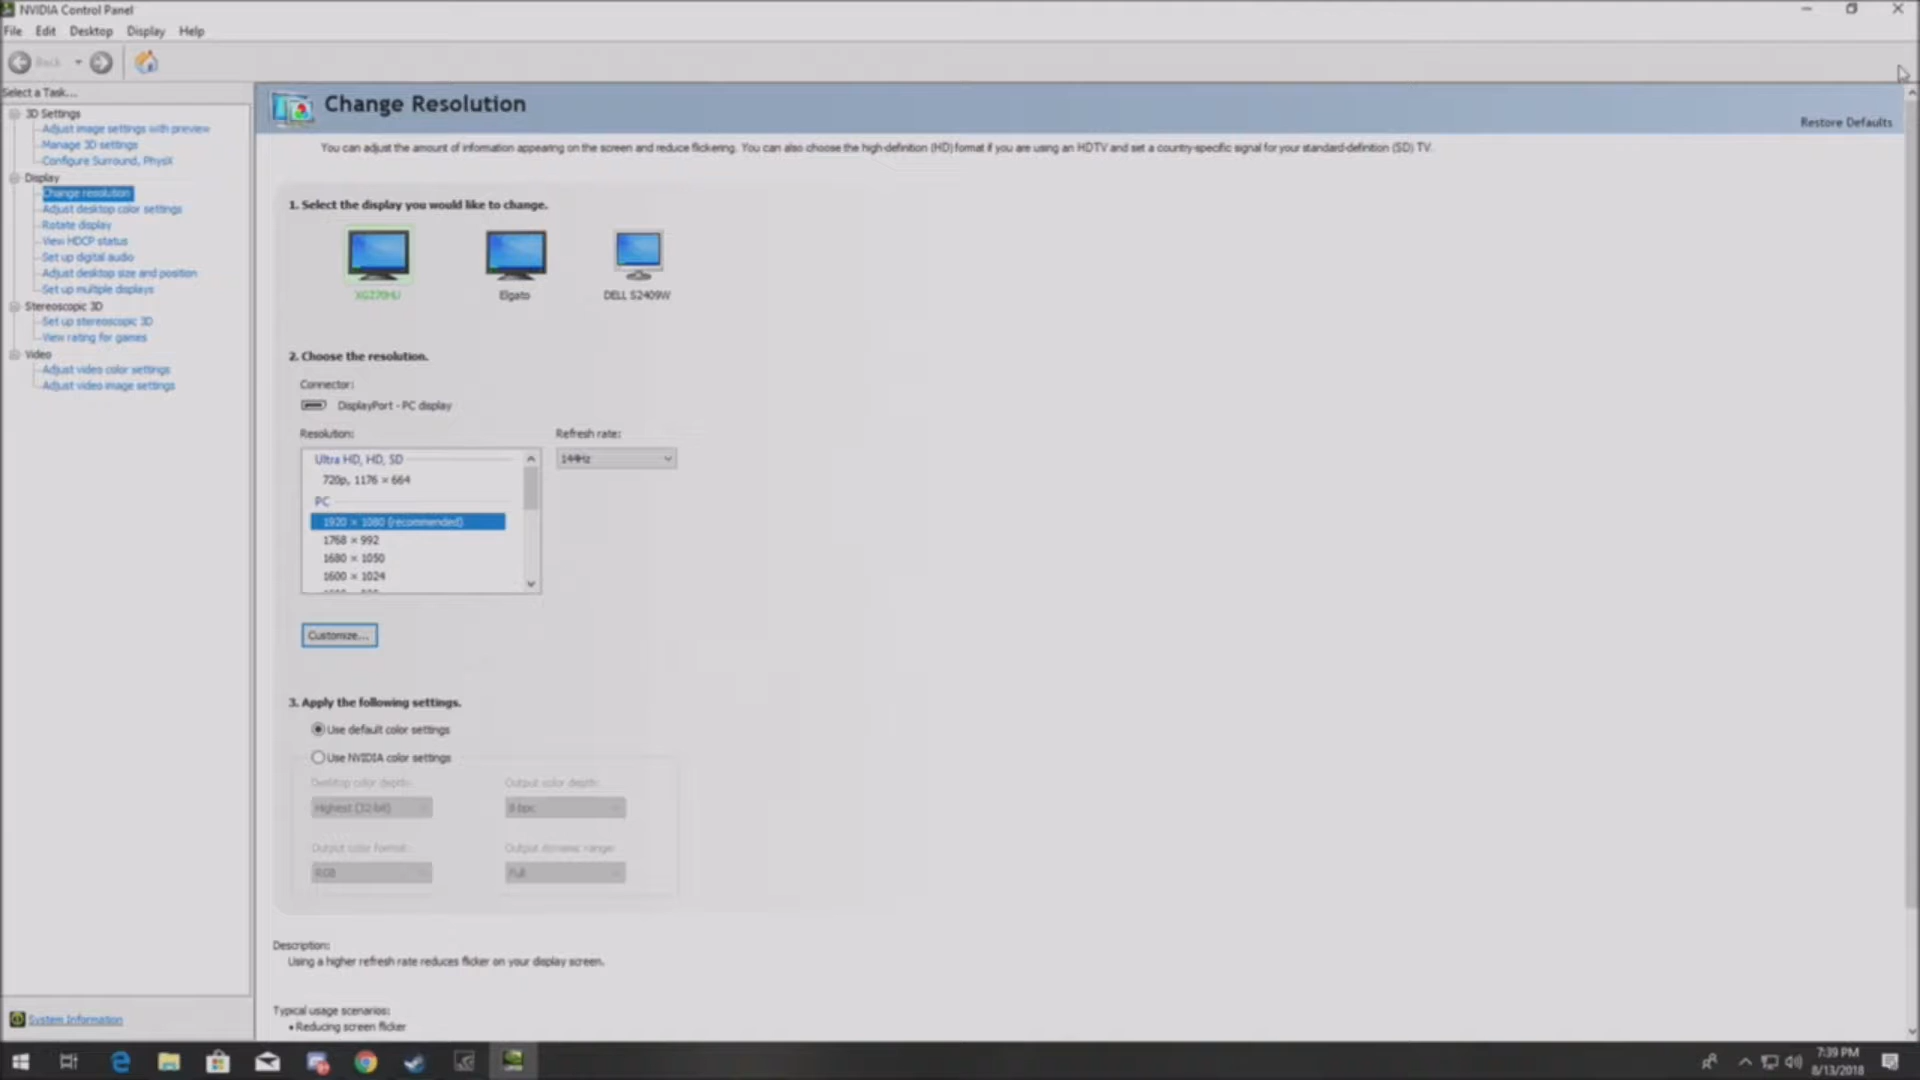 NVIDIA Control Panel
File Edit Desktop Display Help
Back
Select a Task...
3D Settings
Adjust image settings with preview
Manage 3D settings
Configure Surround, PhysX
Display
Change resolution
Adjust desktop color settings
Rotate display
View HDCP status
Set up digital audio
Adjust desktop size and position
Set up multiple displays
Stereoscopic 3D
Set up stereoscopic 3D
View rating for games
Video
Adjust video color settings
Adjust video image settings
System Information
Change Resolution
Restore Defaults
You can adjust the amount of information appearing on the screen and reduce flickering. You can also choose the high-definition (HD) format if you are using an HDTV and set a country-specific signal for your standard-definition (SD) TV.
1. Select the display you would like to change.
XG270HU Elgato DELL S2409W
2. Choose the resolution.
Connector:
DisplayPort - PC display
Resolution: Refresh rate:
Ultra HD, HD, SD 144Hz
720p, 1176 × 664
PC
1920 × 1080 (recommended)
1768 × 992
1680 × 1050
1600 × 1024
Customize...
3. Apply the following settings.
Use default color settings
Use NVIDIA color settings
Desktop color depth: Output color depth:
Highest (32-bit) 8 bpc
Output color format: Output dynamic range:
RGB Full
Description:
Using a higher refresh rate reduces flicker on your display screen.
Typical usage scenarios:
• Reducing screen flicker
7:39 PM
8/13/2018